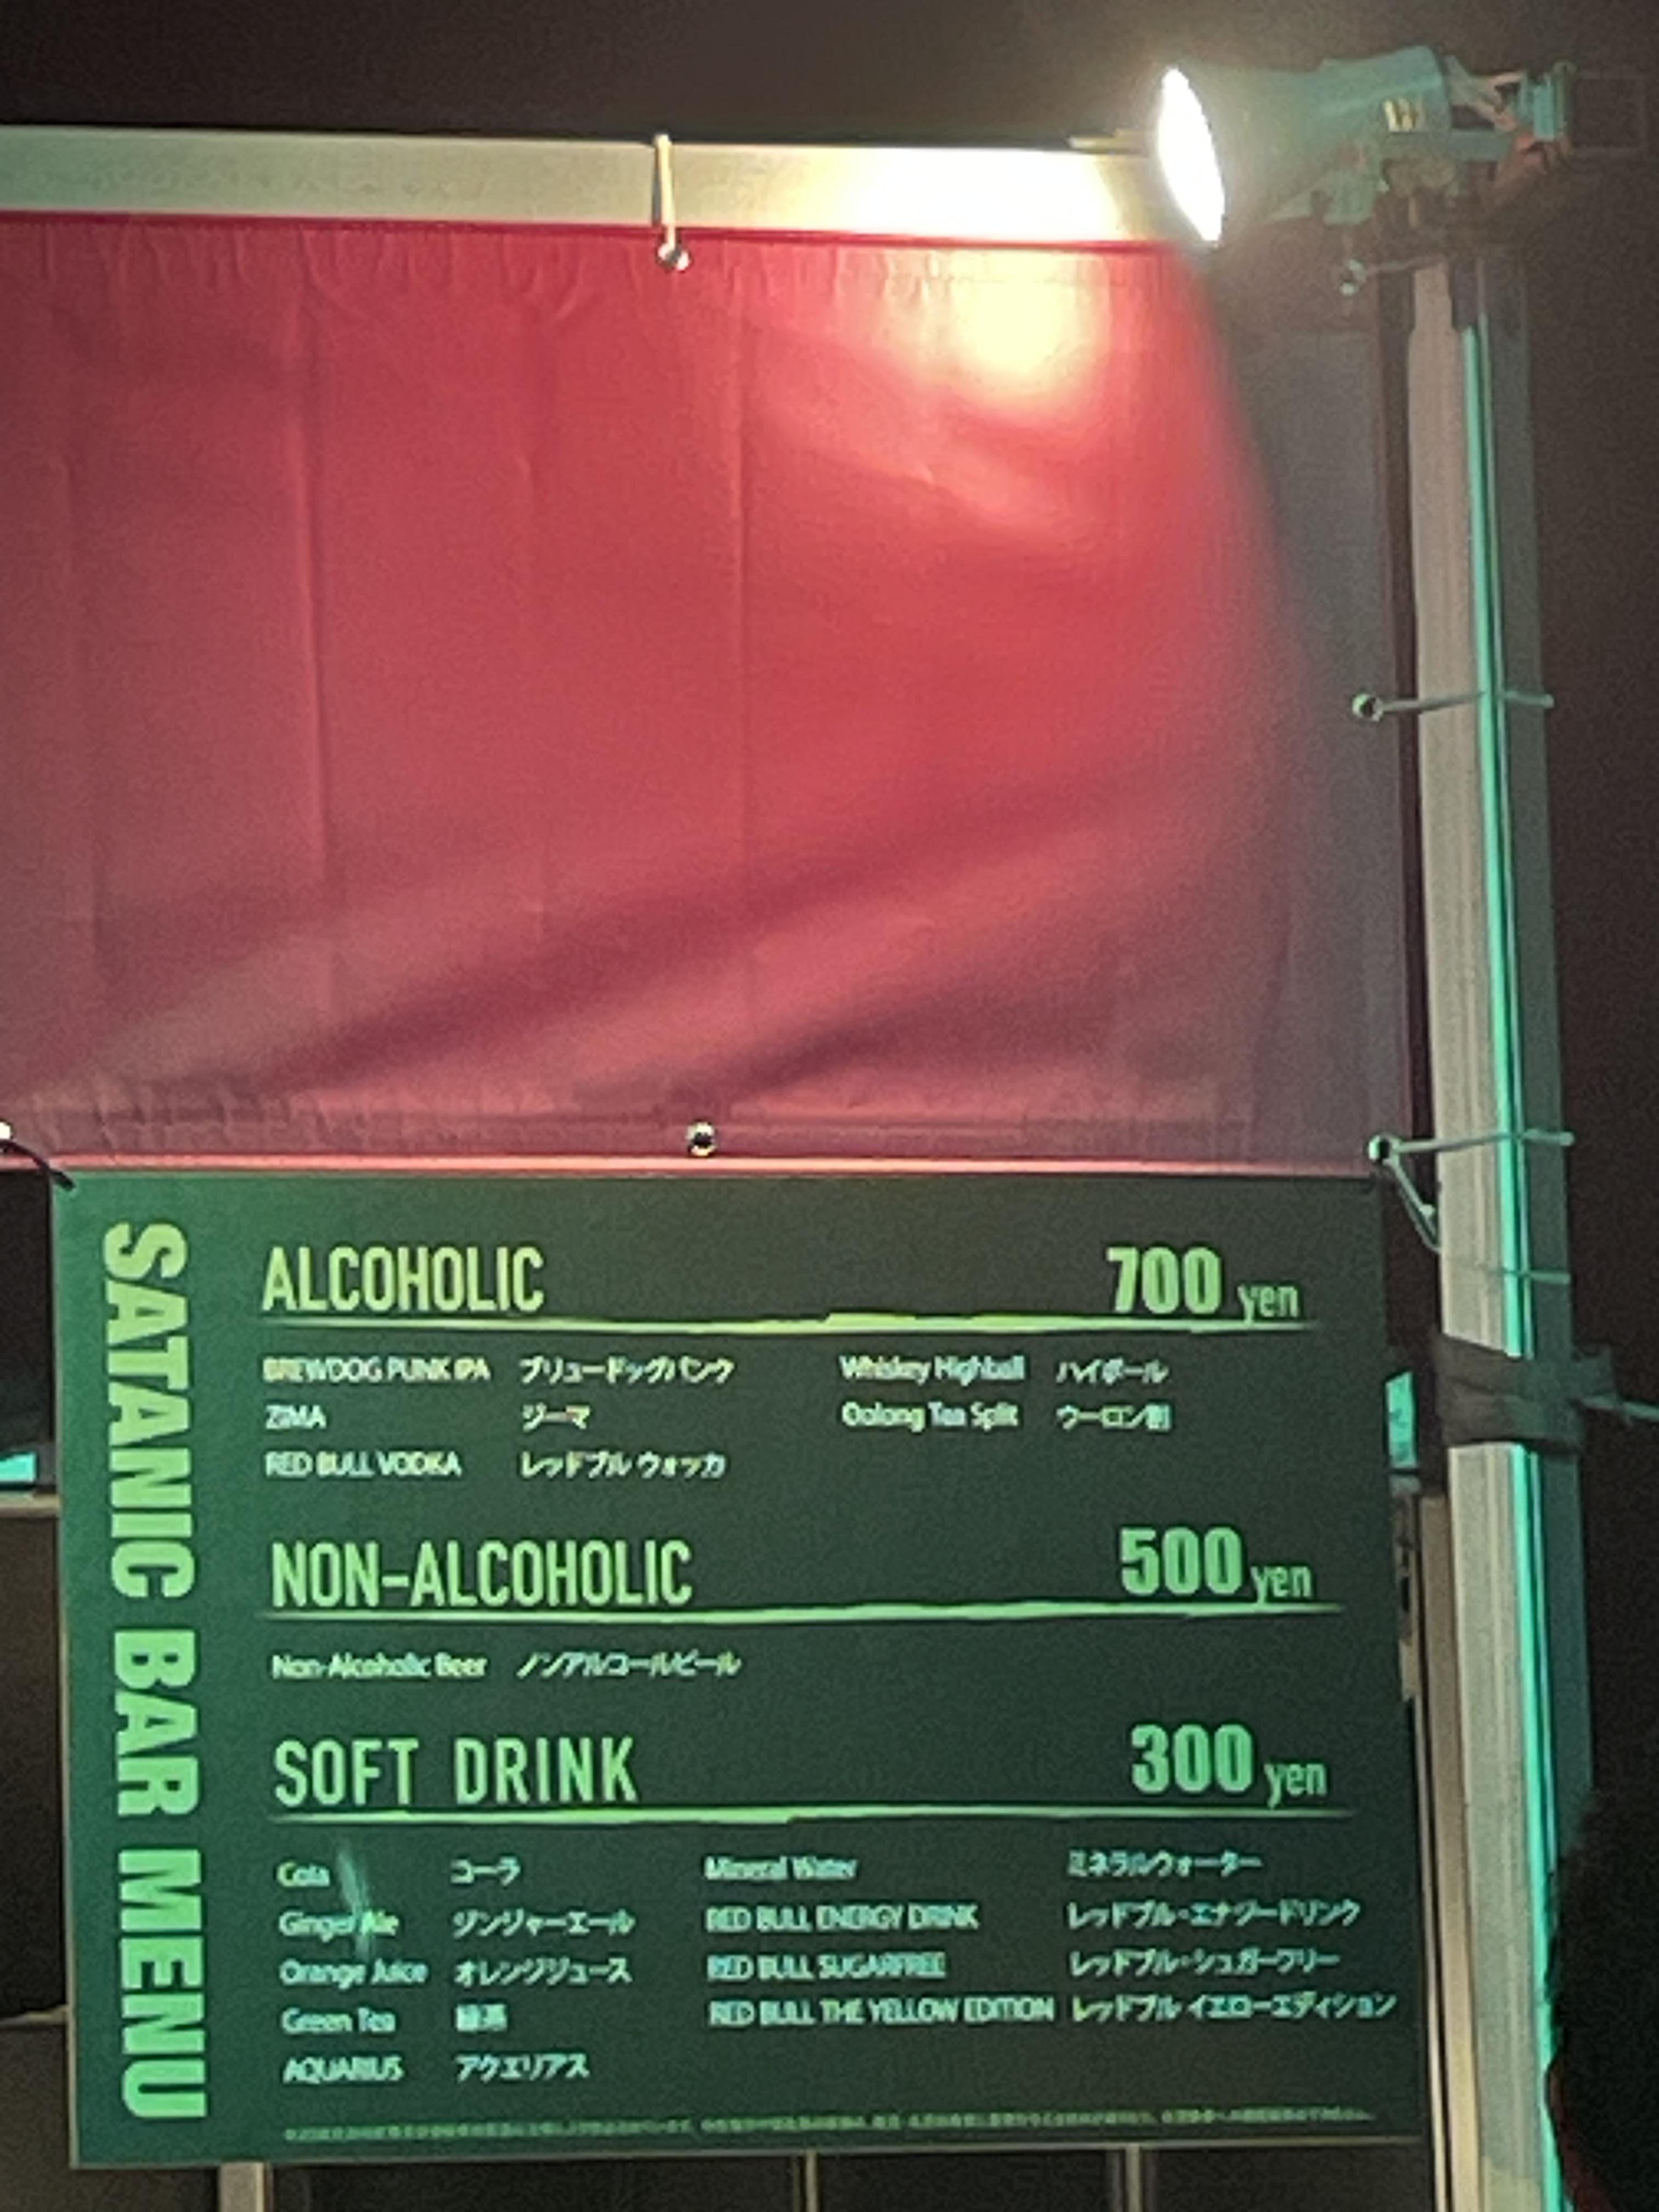 SATANIC BAR MENU
ALCOHOLIC 700 yen
BREWDOG PUNK IPA ブリュードッグパンク Whiskey Highball ハイボール
ZIMA ジーマ Oolong Tea Split ウーロン割
RED BULL VODKA レッドブル ウォッカ
NON-ALCOHOLIC 500 yen
Non-Alcoholic Beer ノンアルコールビール
SOFT DRINK 300 yen
Cola コーラ Mineral Water ミネラルウォーター
Ginger Ale ジンジャーエール RED BULL ENERGY DRINK レッドブル・エナジードリンク
Orange Juice オレンジジュース RED BULL SUGARFREE レッドブル・シュガーフリー
Green Tea 緑茶 RED BULL THE YELLOW EDITION レッドブル イエローエディション
AQUARIUS アクエリアス